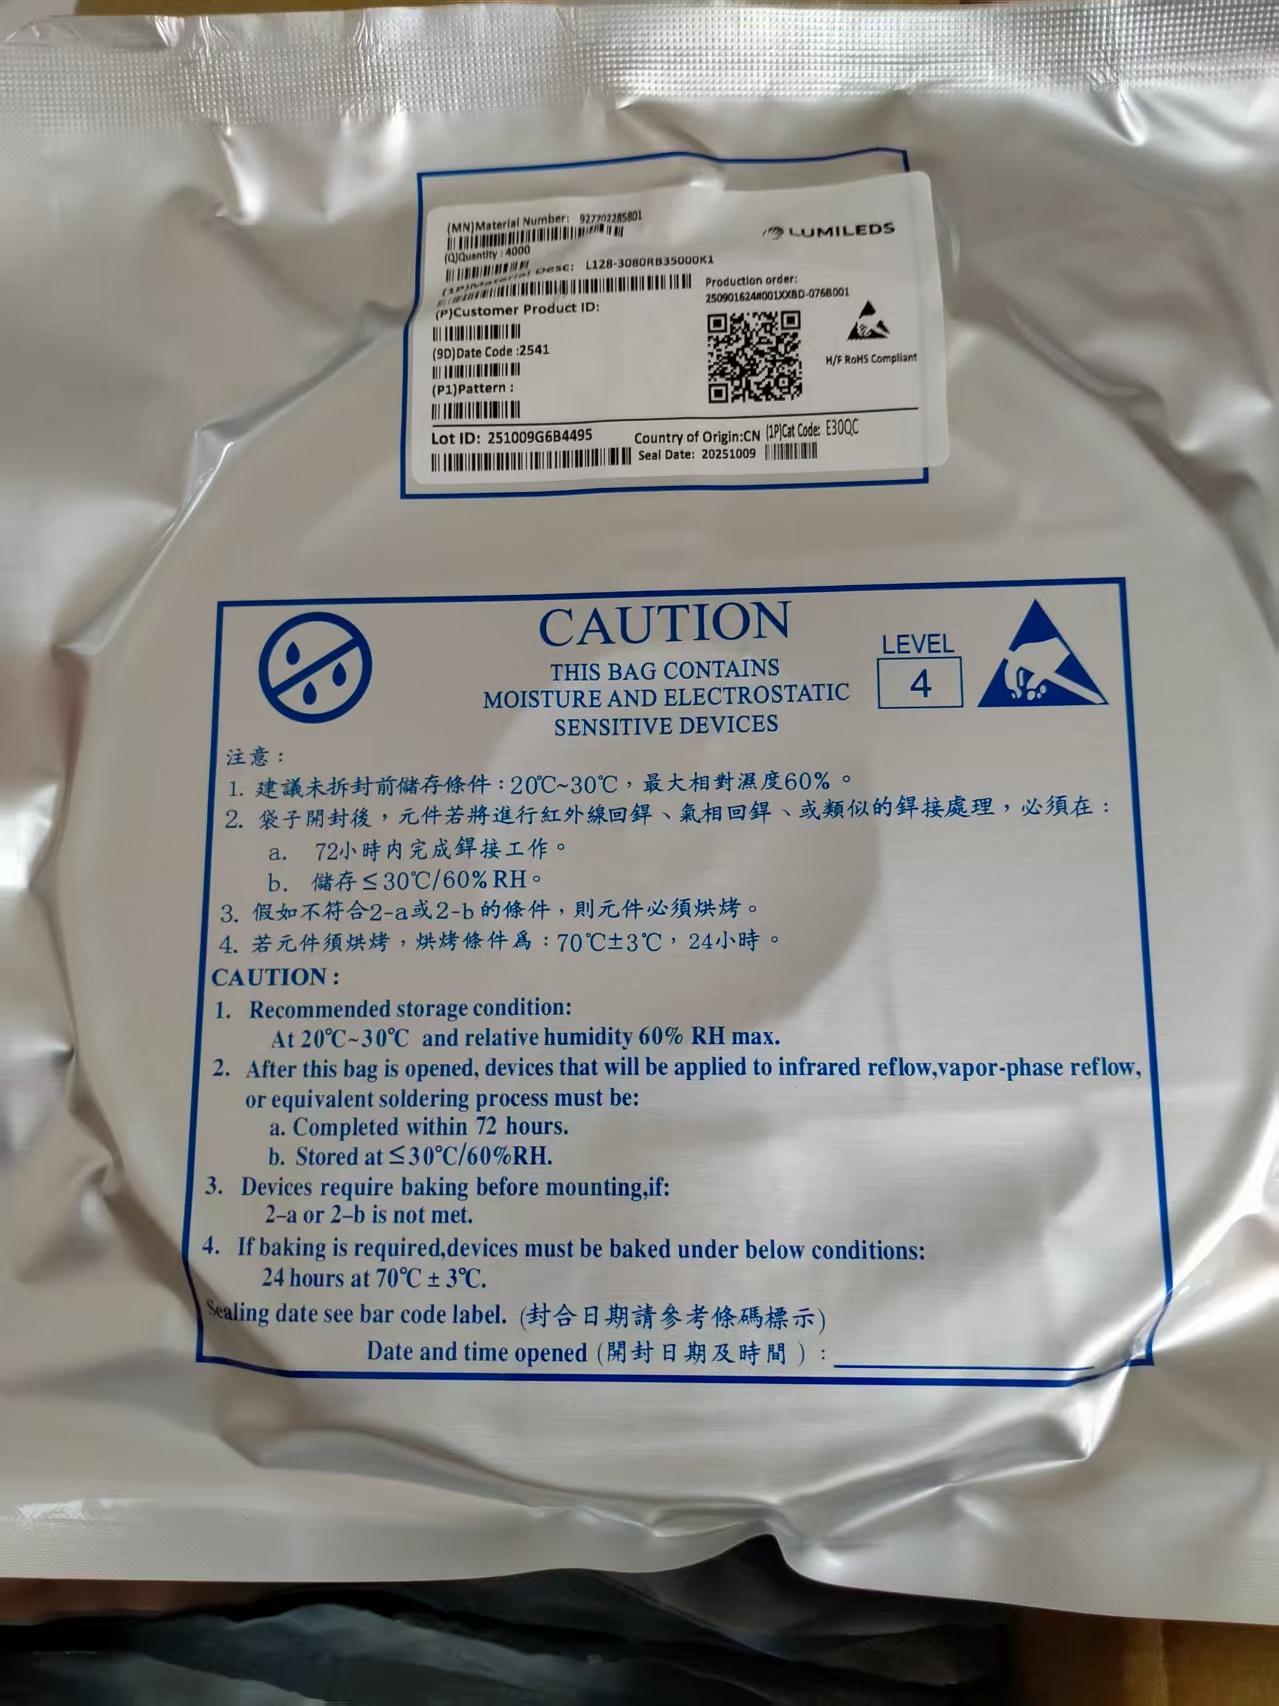 (MN)Material Number: 927702285801
LUMILEDS
(Q)Quantity : 4000
(1P)Material Desc: L128-3080RB35000K1
Production order:
250901624#001XXBD-076B001
(P)Customer Product ID:
(9D)Date Code :2541
H/F RoHS Compliant
(P1)Pattern :
Lot ID: 251009G6B4495
Country of Origin:CN
(1P)Cat Code: E30QC
Seal Date: 20251009
CAUTION
THIS BAG CONTAINS
MOISTURE AND ELECTROSTATIC
SENSITIVE DEVICES
LEVEL
4
注意：
1. 建議未拆封前儲存條件：20℃~30℃，最大相對濕度60%。
2. 袋子開封後，元件若將進行紅外線回銲、氣相回銲、或類似的銲接處理，必須在：
a. 72小時內完成銲接工作。
b. 儲存≤30℃/60% RH。
3. 假如不符合2-a或2-b的條件，則元件必須烘烤。
4. 若元件須烘烤，烘烤條件爲：70℃±3℃，24小時。
CAUTION :
1. Recommended storage condition:
At 20℃~30℃ and relative humidity 60% RH max.
2. After this bag is opened, devices that will be applied to infrared reflow,vapor-phase reflow,
or equivalent soldering process must be:
a. Completed within 72 hours.
b. Stored at ≤30℃/60%RH.
3. Devices require baking before mounting,if:
2-a or 2-b is not met.
4. If baking is required,devices must be baked under below conditions:
24 hours at 70℃ ± 3℃.
Sealing date see bar code label. (封合日期請參考條碼標示)
Date and time opened (開封日期及時間 ) :